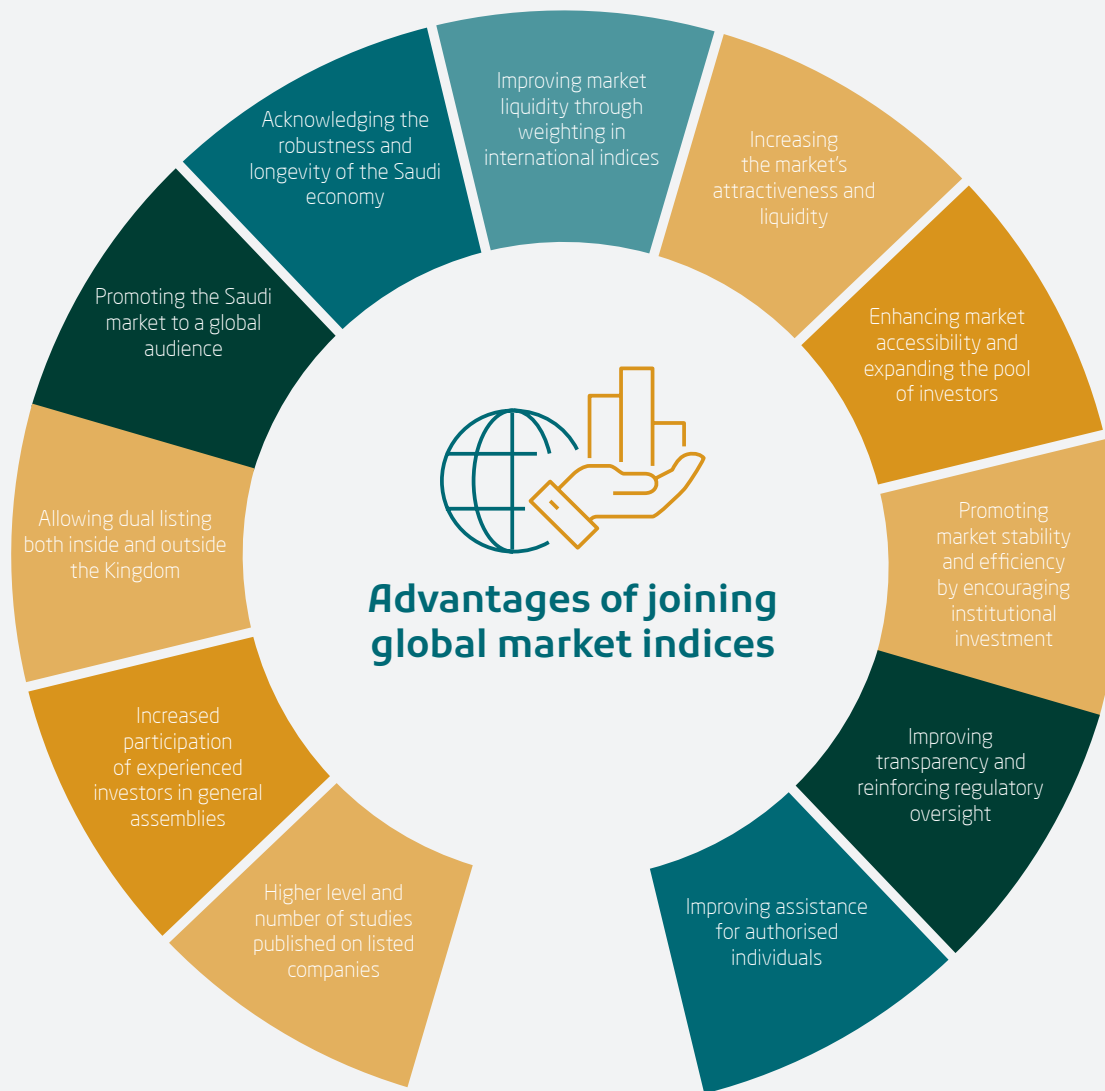 Improving market
liquidity through
weighting in
international indices
Increasing
the market's
attractiveness and
liquidity
Enhancing market
accessibility and
expanding the pool
of investors
Promoting
market stability
and efficiency
by encouraging
institutional
investment
Improving
transparency and
reinforcing regulatory
oversight
Improving assistance
for authorised
individuals
Higher level and
number of studies
published on listed
companies
Increased
participation
of experienced
investors in general
assemblies
Allowing dual listing
both inside and outside
the Kingdom
Promoting the Saudi
market to a global
audience
Acknowledging the
robustness and
longevity of the Saudi
economy
Advantages of joining
global market indices